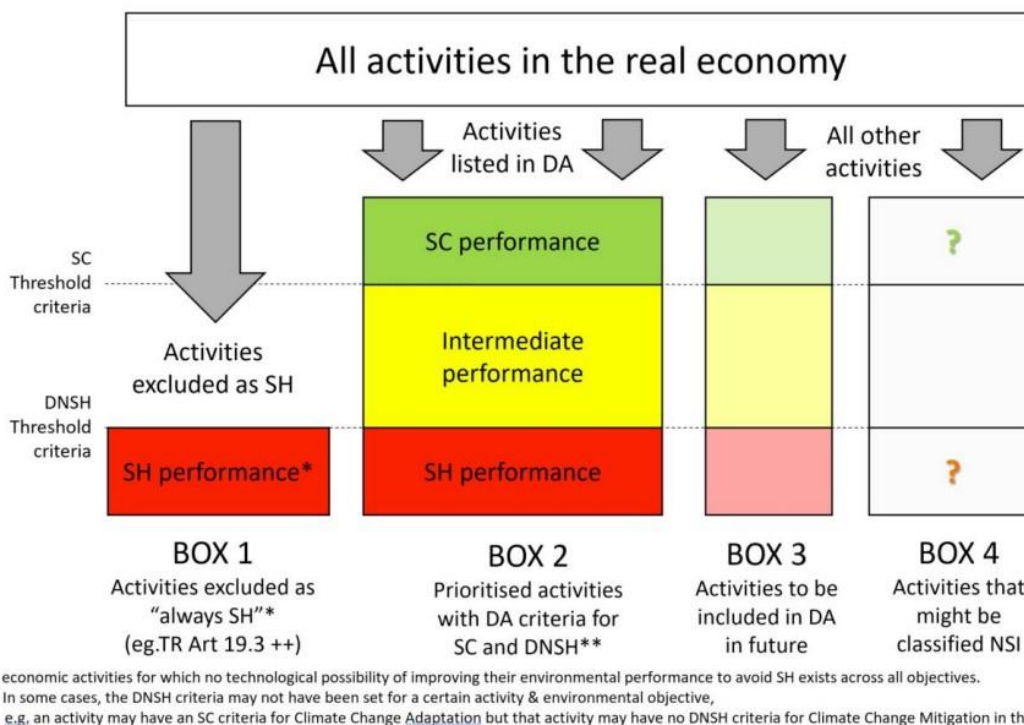 All activities in the real economy
Activities
listed in DA
All other
activities
SC performance
?
SC
Threshold
criteria
Activities
excluded as SH
Intermediate
performance
DNSH
Threshold
criteria
SH performance*
SH performance
?
BOX 1
Activities excluded as
“always SH”*
(eg.TR Art 19.3 ++)
BOX 2
Prioritised activities
with DA criteria for
SC and DNSH**
BOX 3
Activities to be
included in DA
in future
BOX 4
Activities that
might be
classified NSI
economic activities for which no technological possibility of improving their environmental performance to avoid SH exists across all objectives.
In some cases, the DNSH criteria may not have been set for a certain activity & environmental objective,
e.g. an activity may have an SC criteria for Climate Change Adaptation but that activity may have no DNSH criteria for Climate Change Mitigation in th